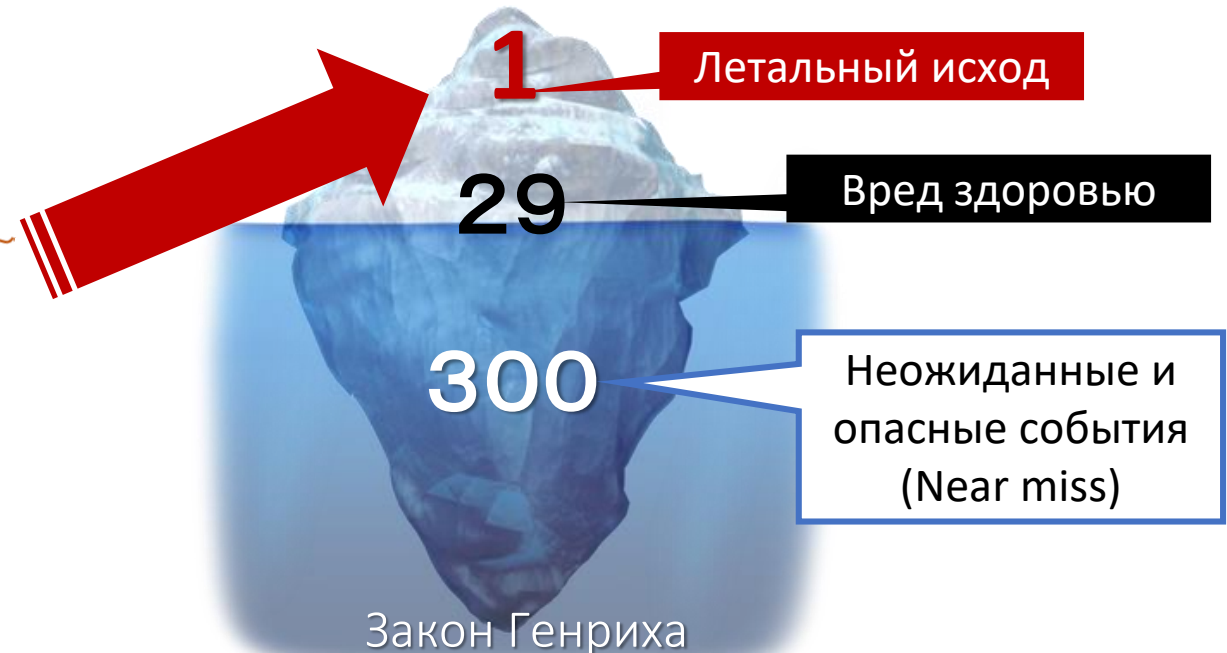 1
Летальный исход
29
Вред здоровью
300
Неожиданные и
опасные события
(Near miss)
Закон Генриха